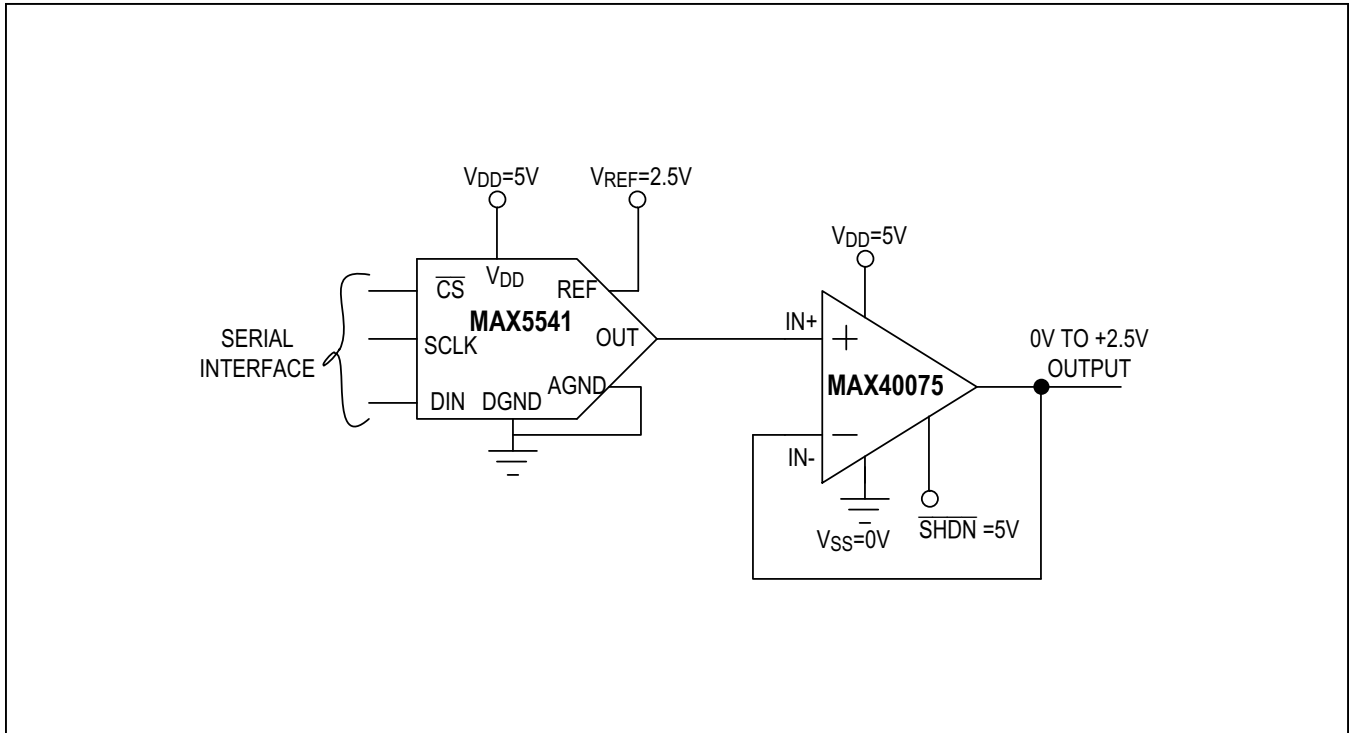 VDD=5V
VREF=2.5V
VDD=5V
SERIAL
INTERFACE
CS
VDD
REF
MAX5541
SCLK
OUT
AGND
DIN
DGND
IN+
+
MAX40075
−
IN-
0V TO +2.5V
OUTPUT
VSS=0V
SHDN =5V